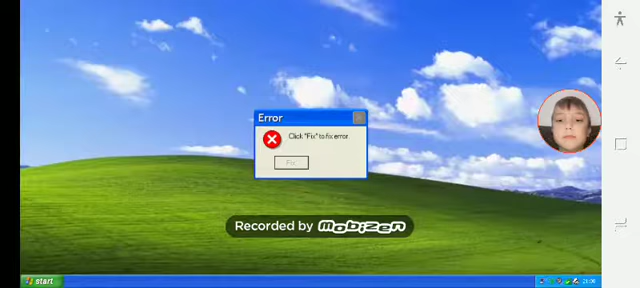 Error
Click "Fix" to fix error
Fix
Recorded by mobizen
start